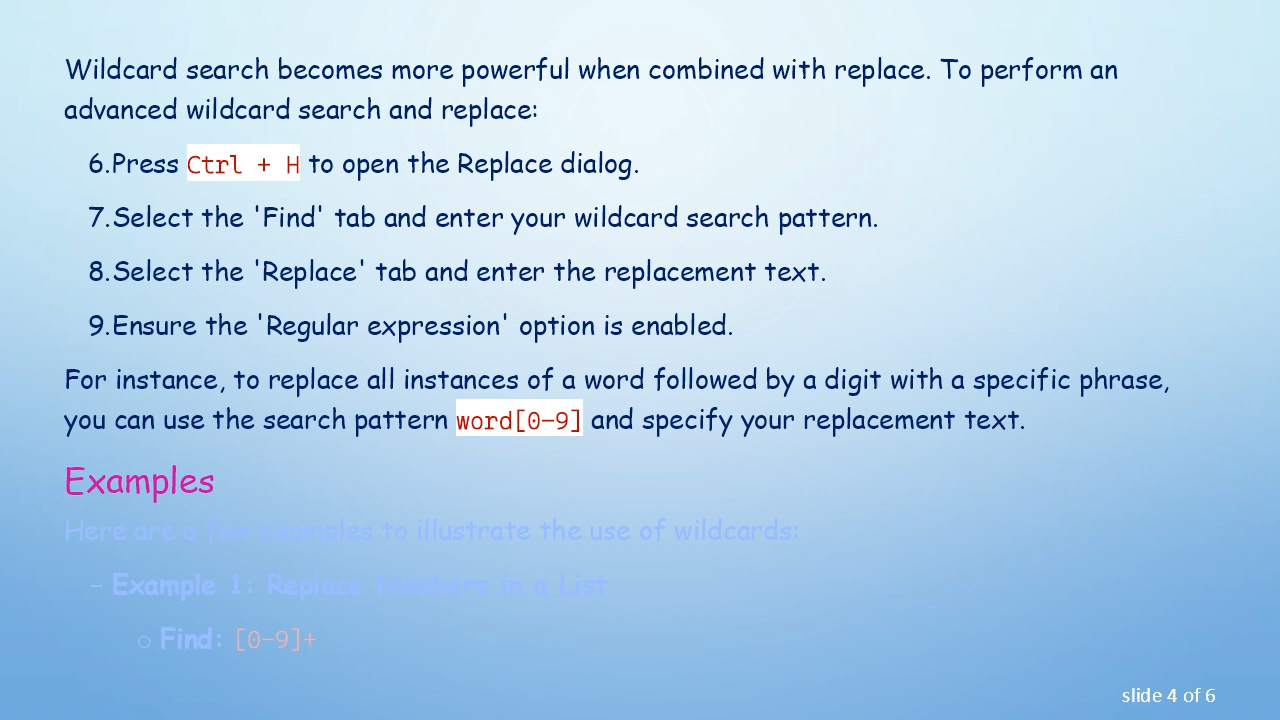 Wildcard search becomes more powerful when combined with replace. To perform an
advanced wildcard search and replace:
6.Press Ctrl + H to open the Replace dialog.
7.Select the 'Find' tab and enter your wildcard search pattern.
8.Select the 'Replace' tab and enter the replacement text.
9.Ensure the 'Regular expression' option is enabled.
For instance, to replace all instances of a word followed by a digit with a specific phrase,
you can use the search pattern word[0-9] and specify your replacement text.
Examples
Here are a few examples to illustrate the use of wildcards:
– Example 1: Replace Numbers in a List
o Find: [0-9]+
slide 4 of 6